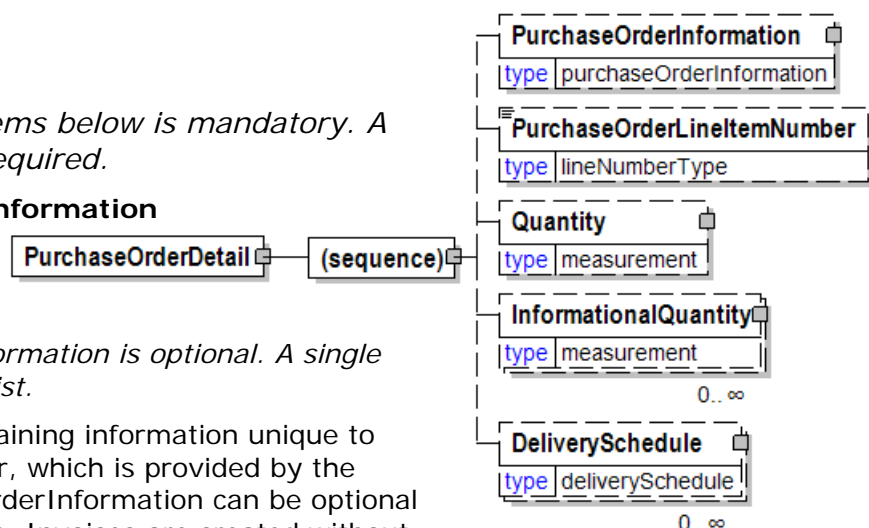 ems below is mandatory. A
equired.
nformation
PurchaseOrderDetail
(sequence)
ormation is optional. A single
ist.
aining information unique to
r, which is provided by the
rderInformation can be optional
PurchaseOrderInformation
type purchaseOrderInformation
PurchaseOrderLineItemNumber
type lineNumberType
Quantity
type measurement
InformationalQuantity
type measurement
0.. ∞
DeliverySchedule
type deliverySchedule
0.. ∞